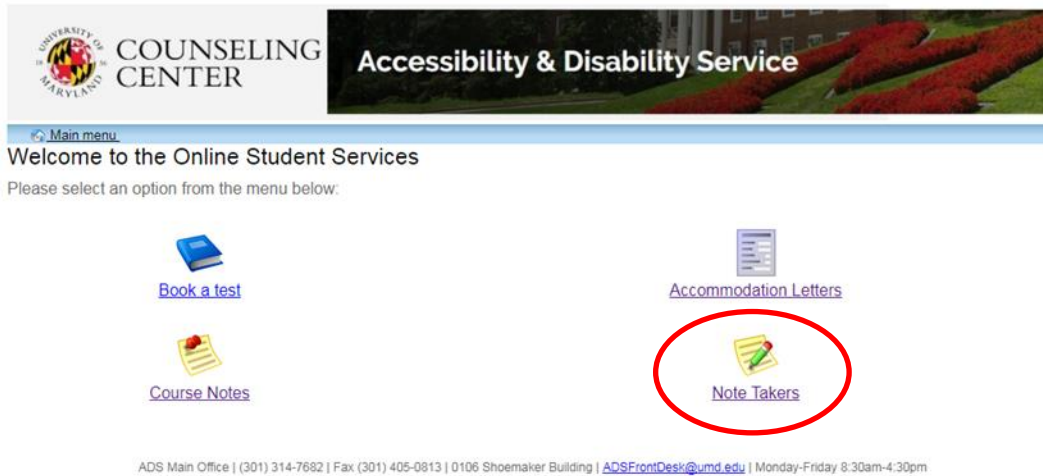 UNIVERSITY OF
18 56
MARYLAND
COUNSELING
CENTER
Accessibility & Disability Service
Main menu
Welcome to the Online Student Services
Please select an option from the menu below:
Book a test
Accommodation Letters
Course Notes
Note Takers
ADS Main Office | (301) 314-7682 | Fax (301) 405-0813 | 0106 Shoemaker Building | ADSFrontDesk@umd.edu | Monday-Friday 8:30am-4:30pm